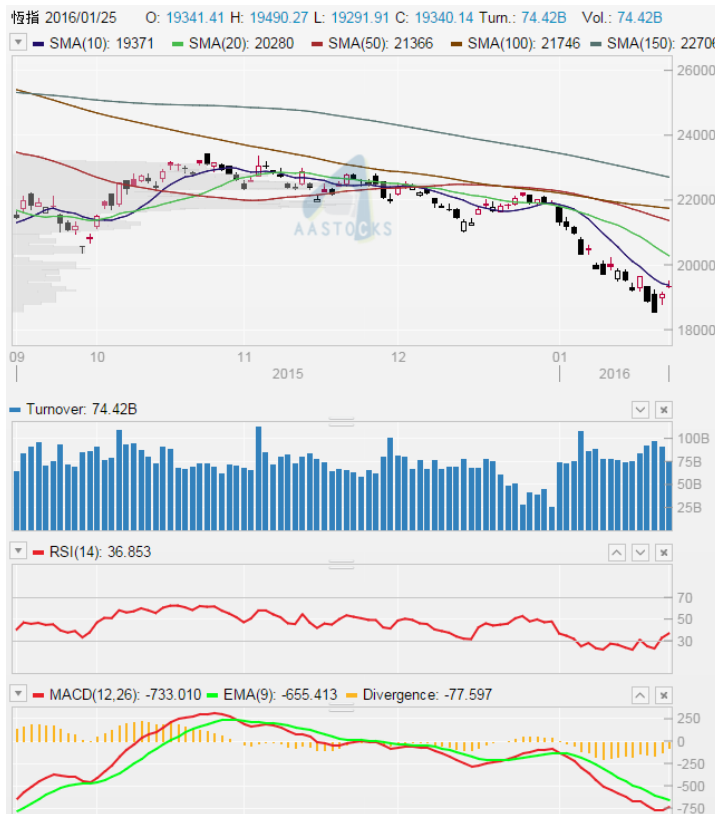 恆指 2016/01/25 O: 19341.41 H: 19490.27 L: 19291.91 C: 19340.14 Turn.: 74.42B Vol.: 74.42B
SMA(10): 19371 SMA(20): 20280 SMA(50): 21366 SMA(100): 21746 SMA(150): 22706
26000
24000
22000
AASTOCKS
20000
18000
09 10 11 12 01
2015 2016
Turnover: 74.42B
100B
75B
50B
25B
RSI(14): 36.853
70
50
30
MACD(12,26): -733.010 EMA(9): -655.413 Divergence: -77.597
250
0
-250
-500
-750